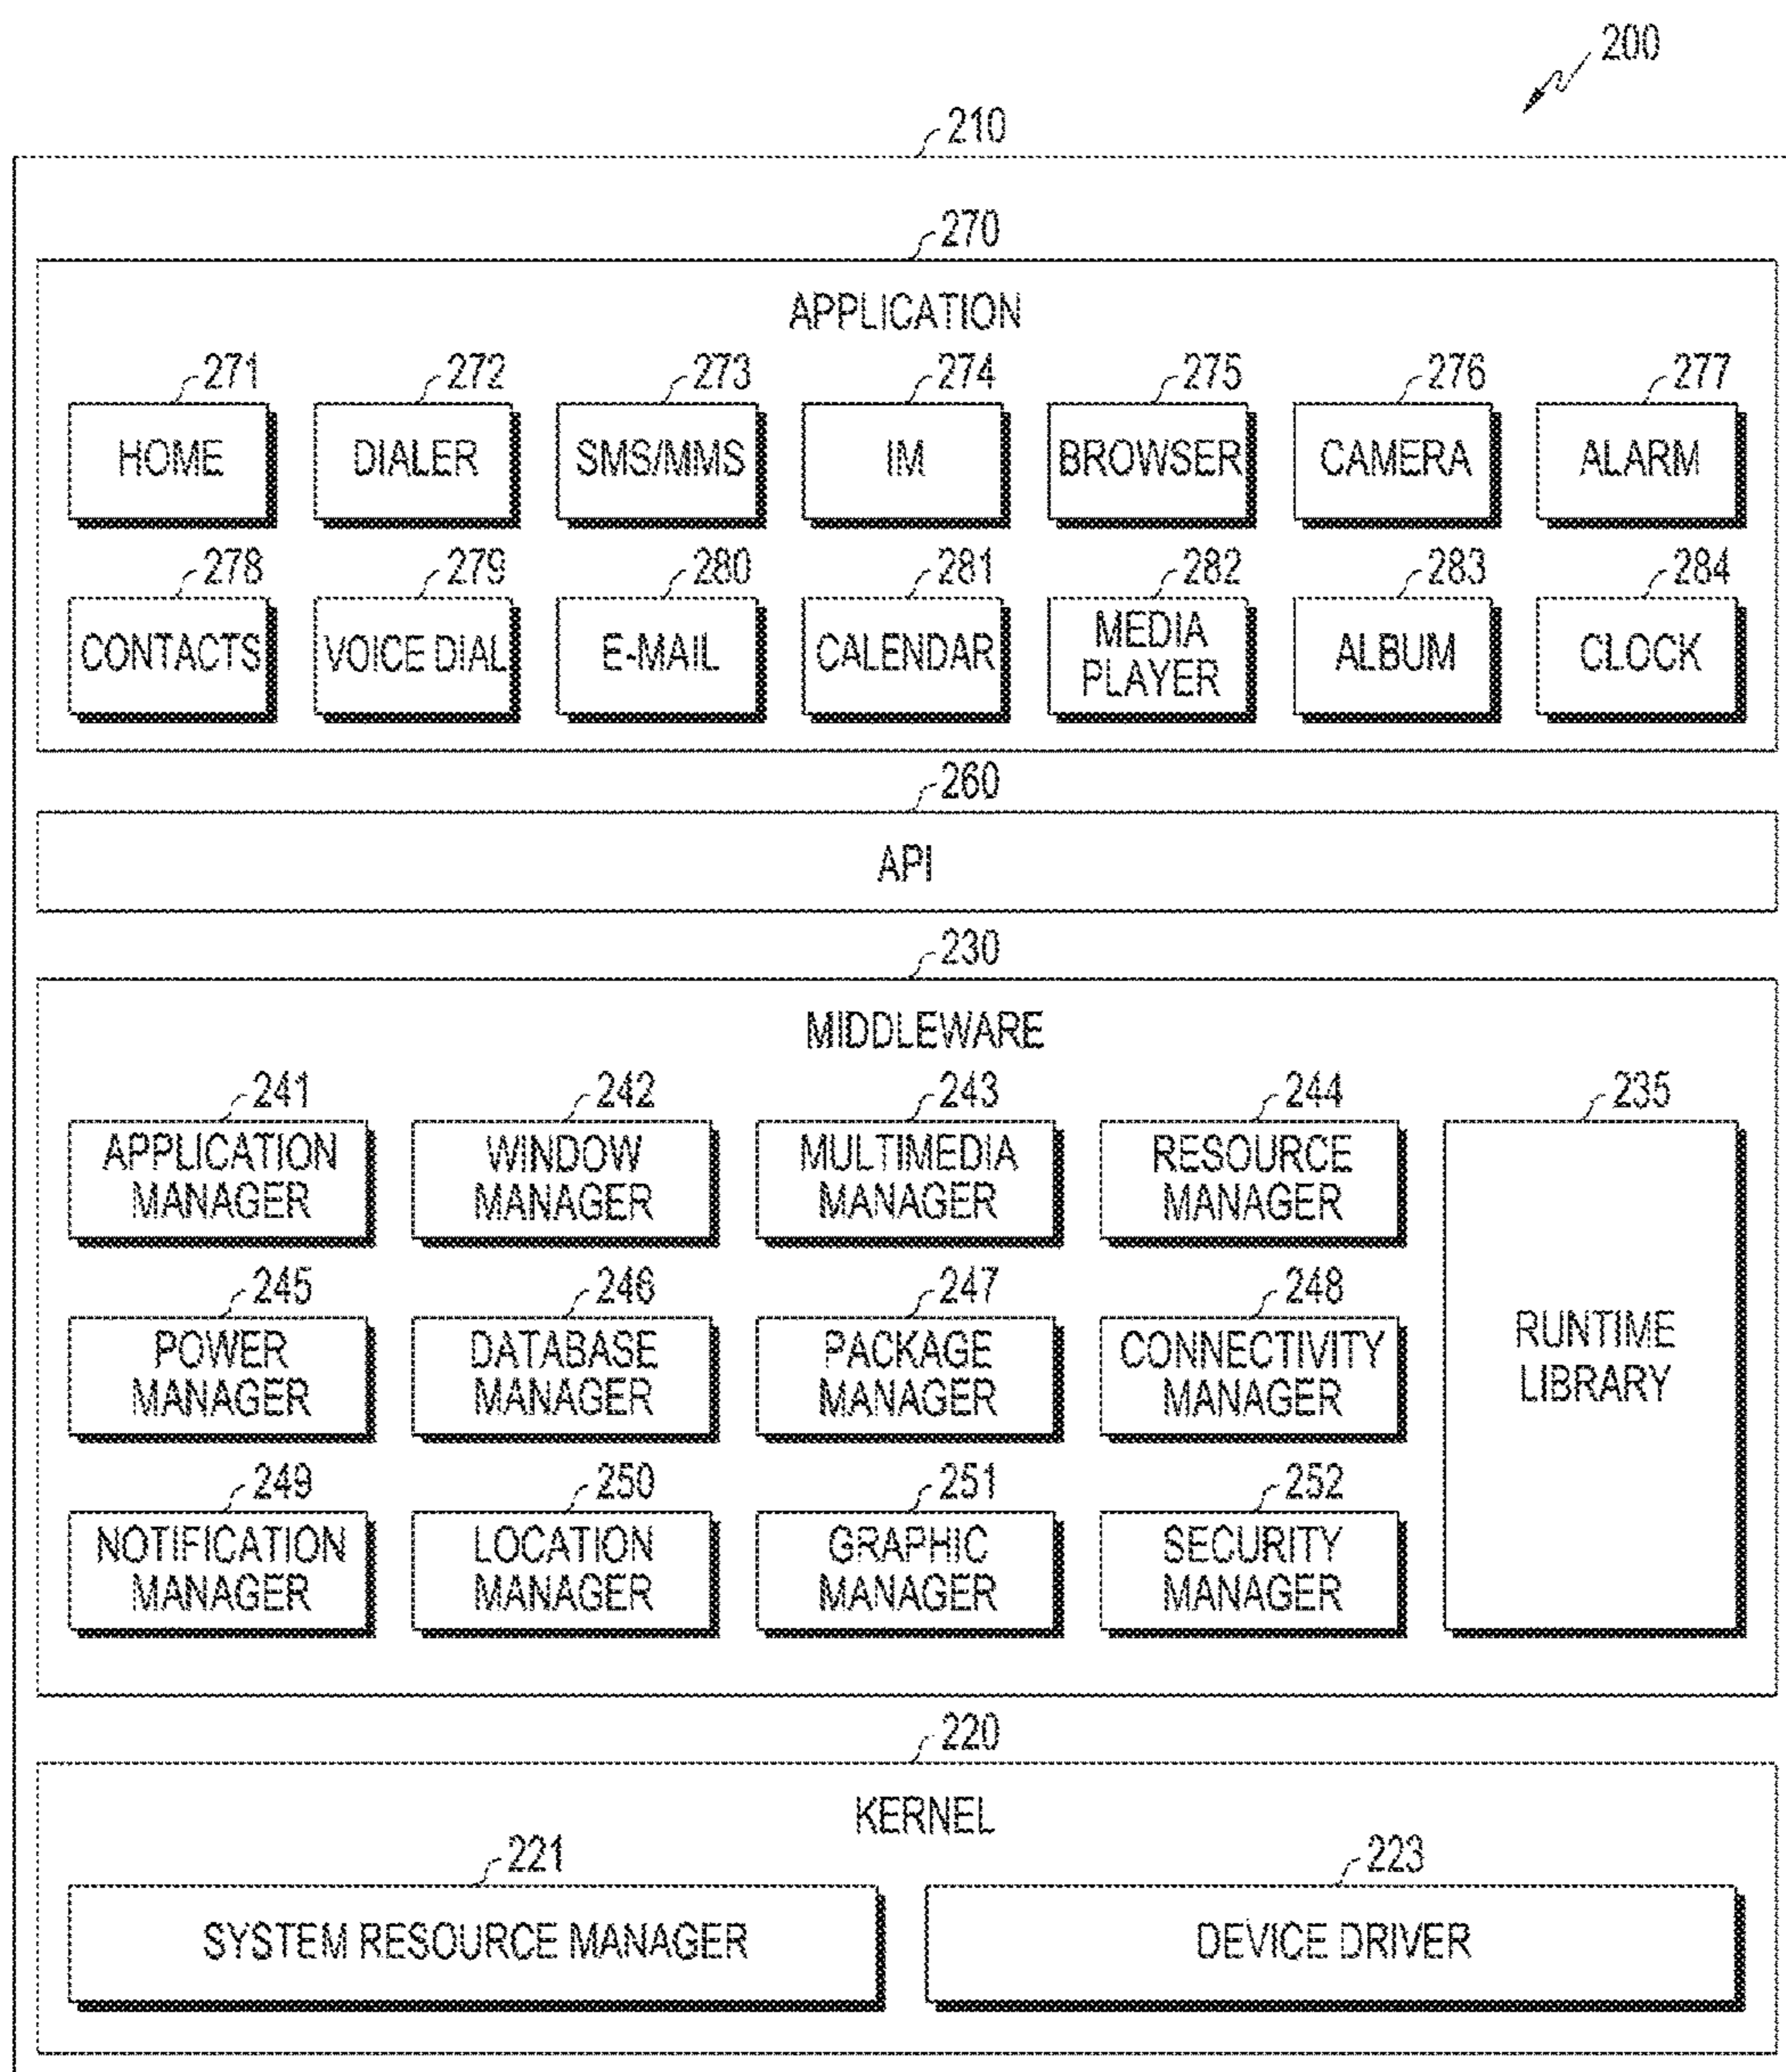 200
210
270
APPLICATION
271 272 273 274 275 276 277
HOME DIALER SMS/MMS IM BROWSER CAMERA ALARM
278 279 280 281 282 283 284
CONTACTS VOICE DIAL E-MAIL CALENDAR MEDIA PLAYER ALBUM CLOCK
260
API
230
MIDDLEWARE
241 242 243 244 235
APPLICATION MANAGER WINDOW MANAGER MULTIMEDIA MANAGER RESOURCE MANAGER
245 246 247 248
POWER MANAGER DATABASE MANAGER PACKAGE MANAGER CONNECTIVITY MANAGER RUNTIME LIBRARY
249 250 251 252
NOTIFICATION MANAGER LOCATION MANAGER GRAPHIC MANAGER SECURITY MANAGER
220
KERNEL
221 223
SYSTEM RESOURCE MANAGER DEVICE DRIVER